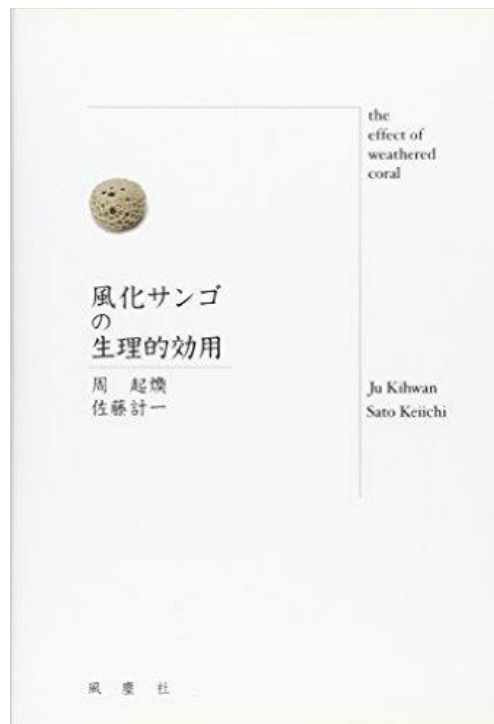 the
effect of
weathered
coral
風化サンゴ
の
生理的効用
周 起煥
佐藤計一
Ju Kihwan
Sato Keiichi
風塵社